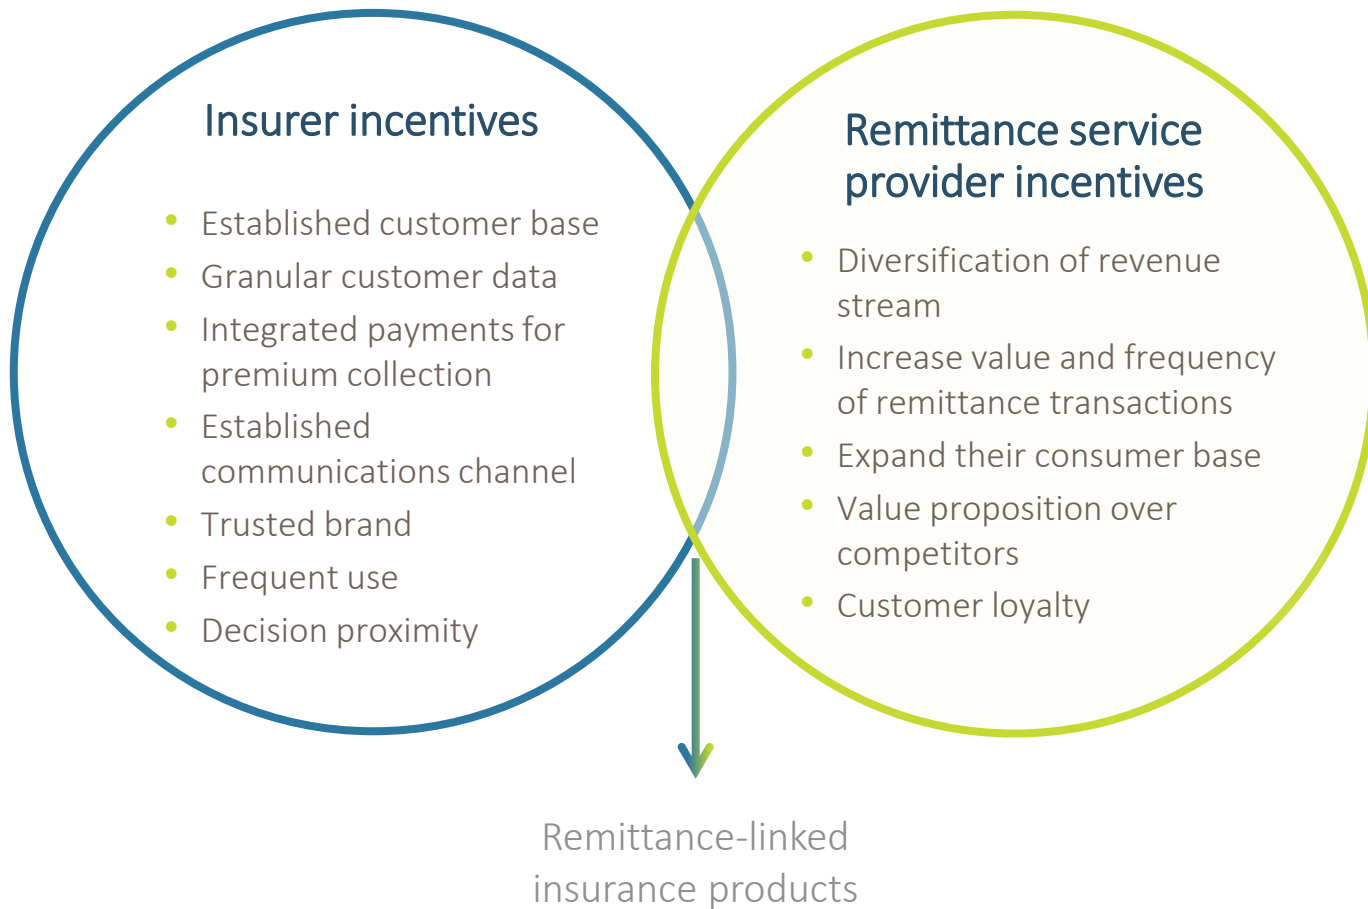 Insurer incentives
• Established customer base
• Granular customer data
• Integrated payments for
premium collection
• Established
communications channel
• Trusted brand
• Frequent use
• Decision proximity
Remittance service
provider incentives
• Diversification of revenue
stream
• Increase value and frequency
of remittance transactions
• Expand their consumer base
• Value proposition over
competitors
• Customer loyalty
Remittance-linked
insurance products